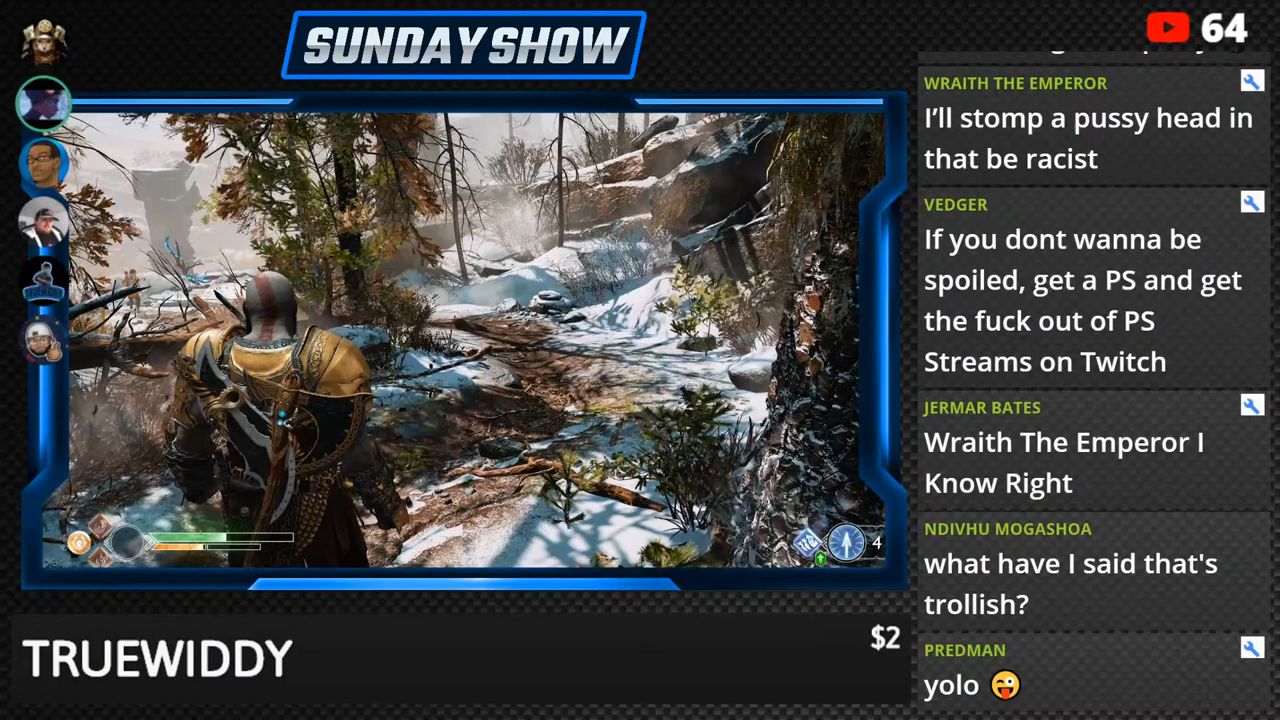 SUNDAY SHOW
64
WRAITH THE EMPEROR
I’ll stomp a pussy head in
that be racist
VEDGER
If you dont wanna be
spoiled, get a PS and get
the fuck out of PS
Streams on Twitch
JERMAR BATES
Wraith The Emperor I
Know Right
NDIVHU MOGASHOA
what have I said that's
trollish?
PREDMAN
yolo 😜
4
TRUEWIDDY
$2